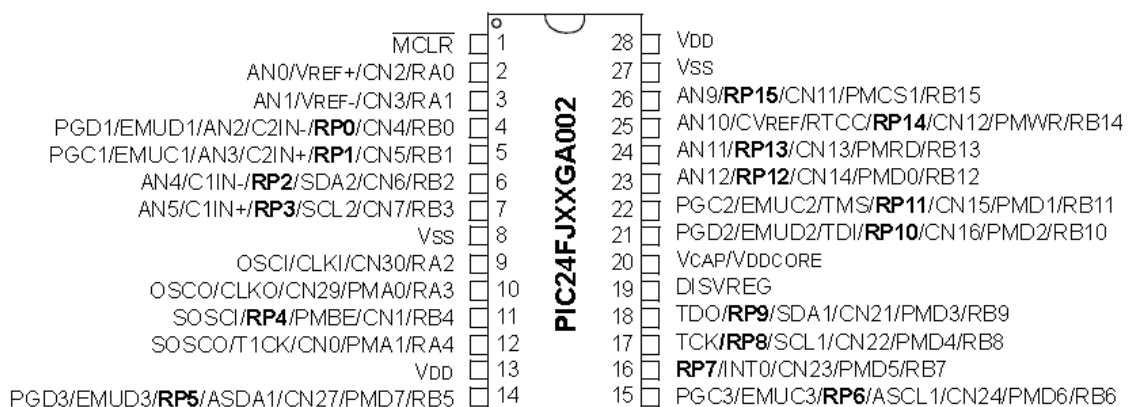 MCLR 1
AN0/VREF+/CN2/RA0 2
AN1/VREF-/CN3/RA1 3
PGD1/EMUD1/AN2/C2IN-/RP0/CN4/RB0 4
PGC1/EMUC1/AN3/C2IN+/RP1/CN5/RB1 5
AN4/C1IN-/RP2/SDA2/CN6/RB2 6
AN5/C1IN+/RP3/SCL2/CN7/RB3 7
VSS 8
OSCI/CLKI/CN30/RA2 9
OSCO/CLKO/CN29/PMA0/RA3 10
SOSCI/RP4/PMBE/CN1/RB4 11
SOSCO/T1CK/CN0/PMA1/RA4 12
VDD 13
PGD3/EMUD3/RP5/ASDA1/CN27/PMD7/RB5 14
PIC24FJXXGA002
28 VDD
27 VSS
26 AN9/RP15/CN11/PMCS1/RB15
25 AN10/CVREF/RTCC/RP14/CN12/PMWR/RB14
24 AN11/RP13/CN13/PMRD/RB13
23 AN12/RP12/CN14/PMD0/RB12
22 PGC2/EMUC2/TMS/RP11/CN15/PMD1/RB11
21 PGD2/EMUD2/TDI/RP10/CN16/PMD2/RB10
20 VCAP/VDDCORE
19 DISVREG
18 TDO/RP9/SDA1/CN21/PMD3/RB9
17 TCK/RP8/SCL1/CN22/PMD4/RB8
16 RP7/INT0/CN23/PMD5/RB7
15 PGC3/EMUC3/RP6/ASCL1/CN24/PMD6/RB6